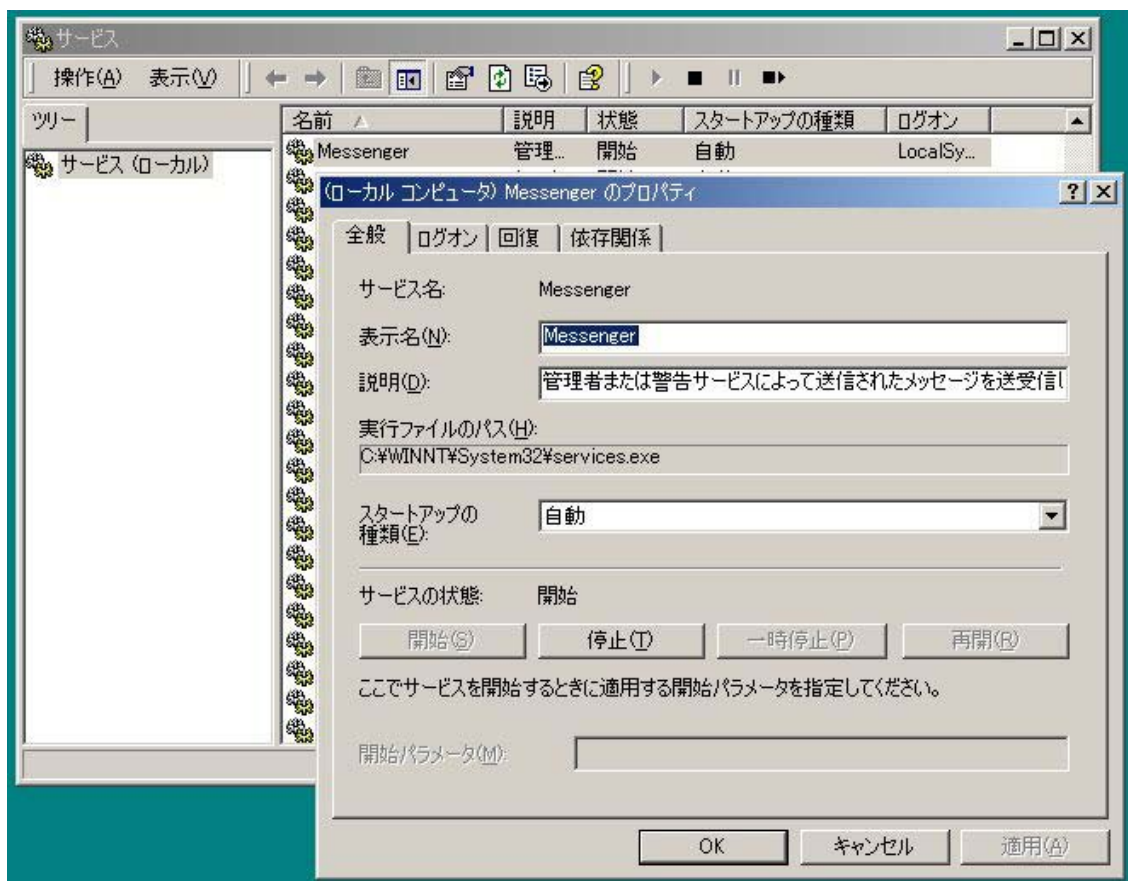 サービス
操作(A) 表示(V)
ツリー
名前 説明 状態 スタートアップの種類 ログオン
サービス (ローカル)
Messenger 管理... 開始 自動 LocalSy...
(ローカル コンピュータ) Messenger のプロパティ
全般 ログオン 回復 依存関係
サービス名: Messenger
表示名(N): Messenger
説明(D): 管理者または警告サービスによって送信されたメッセージを送受信し
実行ファイルのパス(H):
C:¥WINNT¥System32¥services.exe
スタートアップの
種類(E): 自動
サービスの状態: 開始
開始(S) 停止(T) 一時停止(P) 再開(R)
ここでサービスを開始するときに適用する開始パラメータを指定してください。
開始パラメータ(M):
OK キャンセル 適用(A)